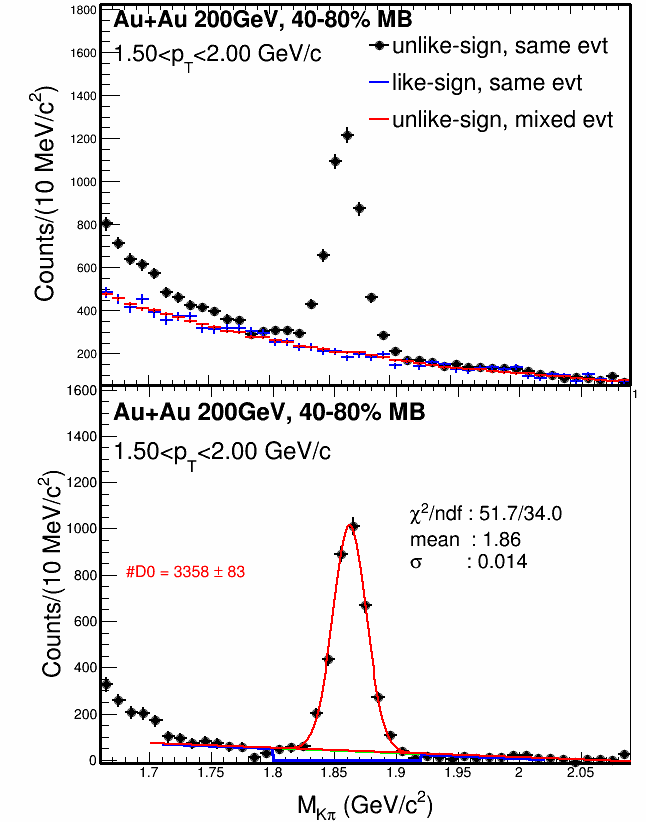 Au+Au 200GeV, 40-80% MB
1.50<p_T<2.00 GeV/c
unlike-sign, same evt
like-sign, same evt
unlike-sign, mixed evt
Counts/(10 MeV/c²)
1800
1600
1400
1200
1000
800
600
400
200
1
Au+Au 200GeV, 40-80% MB
1.50<p_T<2.00 GeV/c
χ²/ndf : 51.7/34.0
mean : 1.86
σ : 0.014
#D0 = 3358 ± 83
Counts/(10 MeV/c²)
1600
1400
1200
1000
800
600
400
200
0
1.7 1.75 1.8 1.85 1.9 1.95 2 2.05
M_Kπ (GeV/c²)